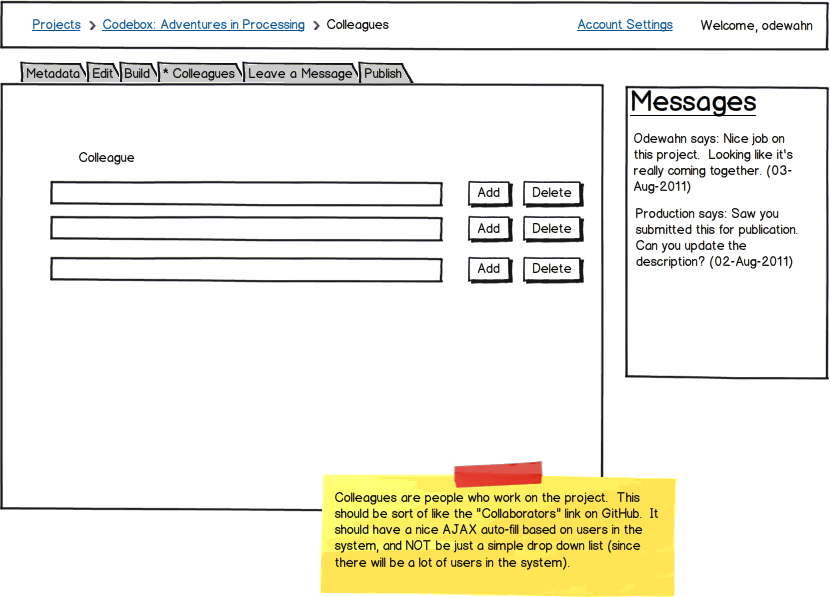 Projects > Codebox: Adventures in Processing > Colleagues Account Settings Welcome, odewahn
Metadata Edit Build * Colleagues Leave a Message Publish
Colleague
Add Delete
Add Delete
Add Delete
Messages
Odewahn says: Nice job on
this project. Looking like it's
really coming together. (03-
Aug-2011)
Production says: Saw you
submitted this for publication.
Can you update the
description? (02-Aug-2011)
Colleagues are people who work on the project. This
should be sort of like the "Collaborators" link on GitHub. It
should have a nice AJAX auto-fill based on users in the
system, and NOT be just a simple drop down list (since
there will be a lot of users in the system).